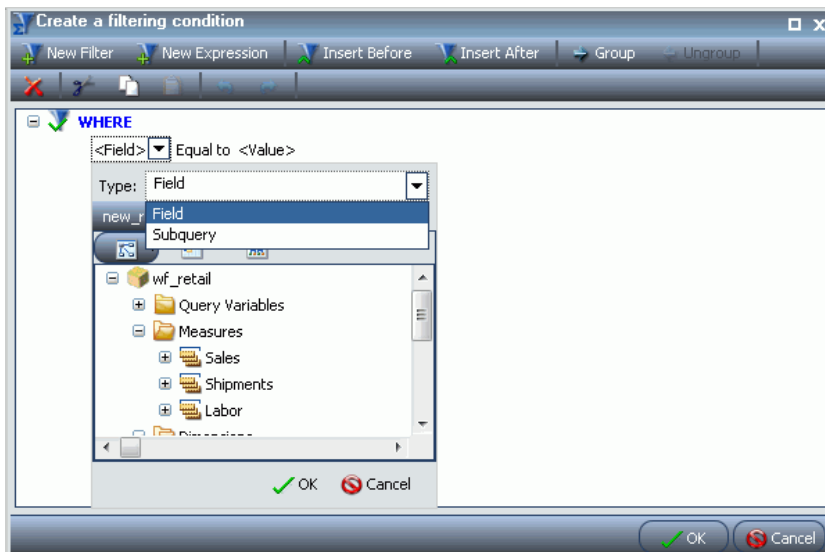 Create a filtering condition
New Filter New Expression Insert Before Insert After Group Ungroup
WHERE
<Field> Equal to <Value>
Type: Field
Field
Subquery
wf_retail
Query Variables
Measures
Sales
Shipments
Labor
OK Cancel
OK Cancel